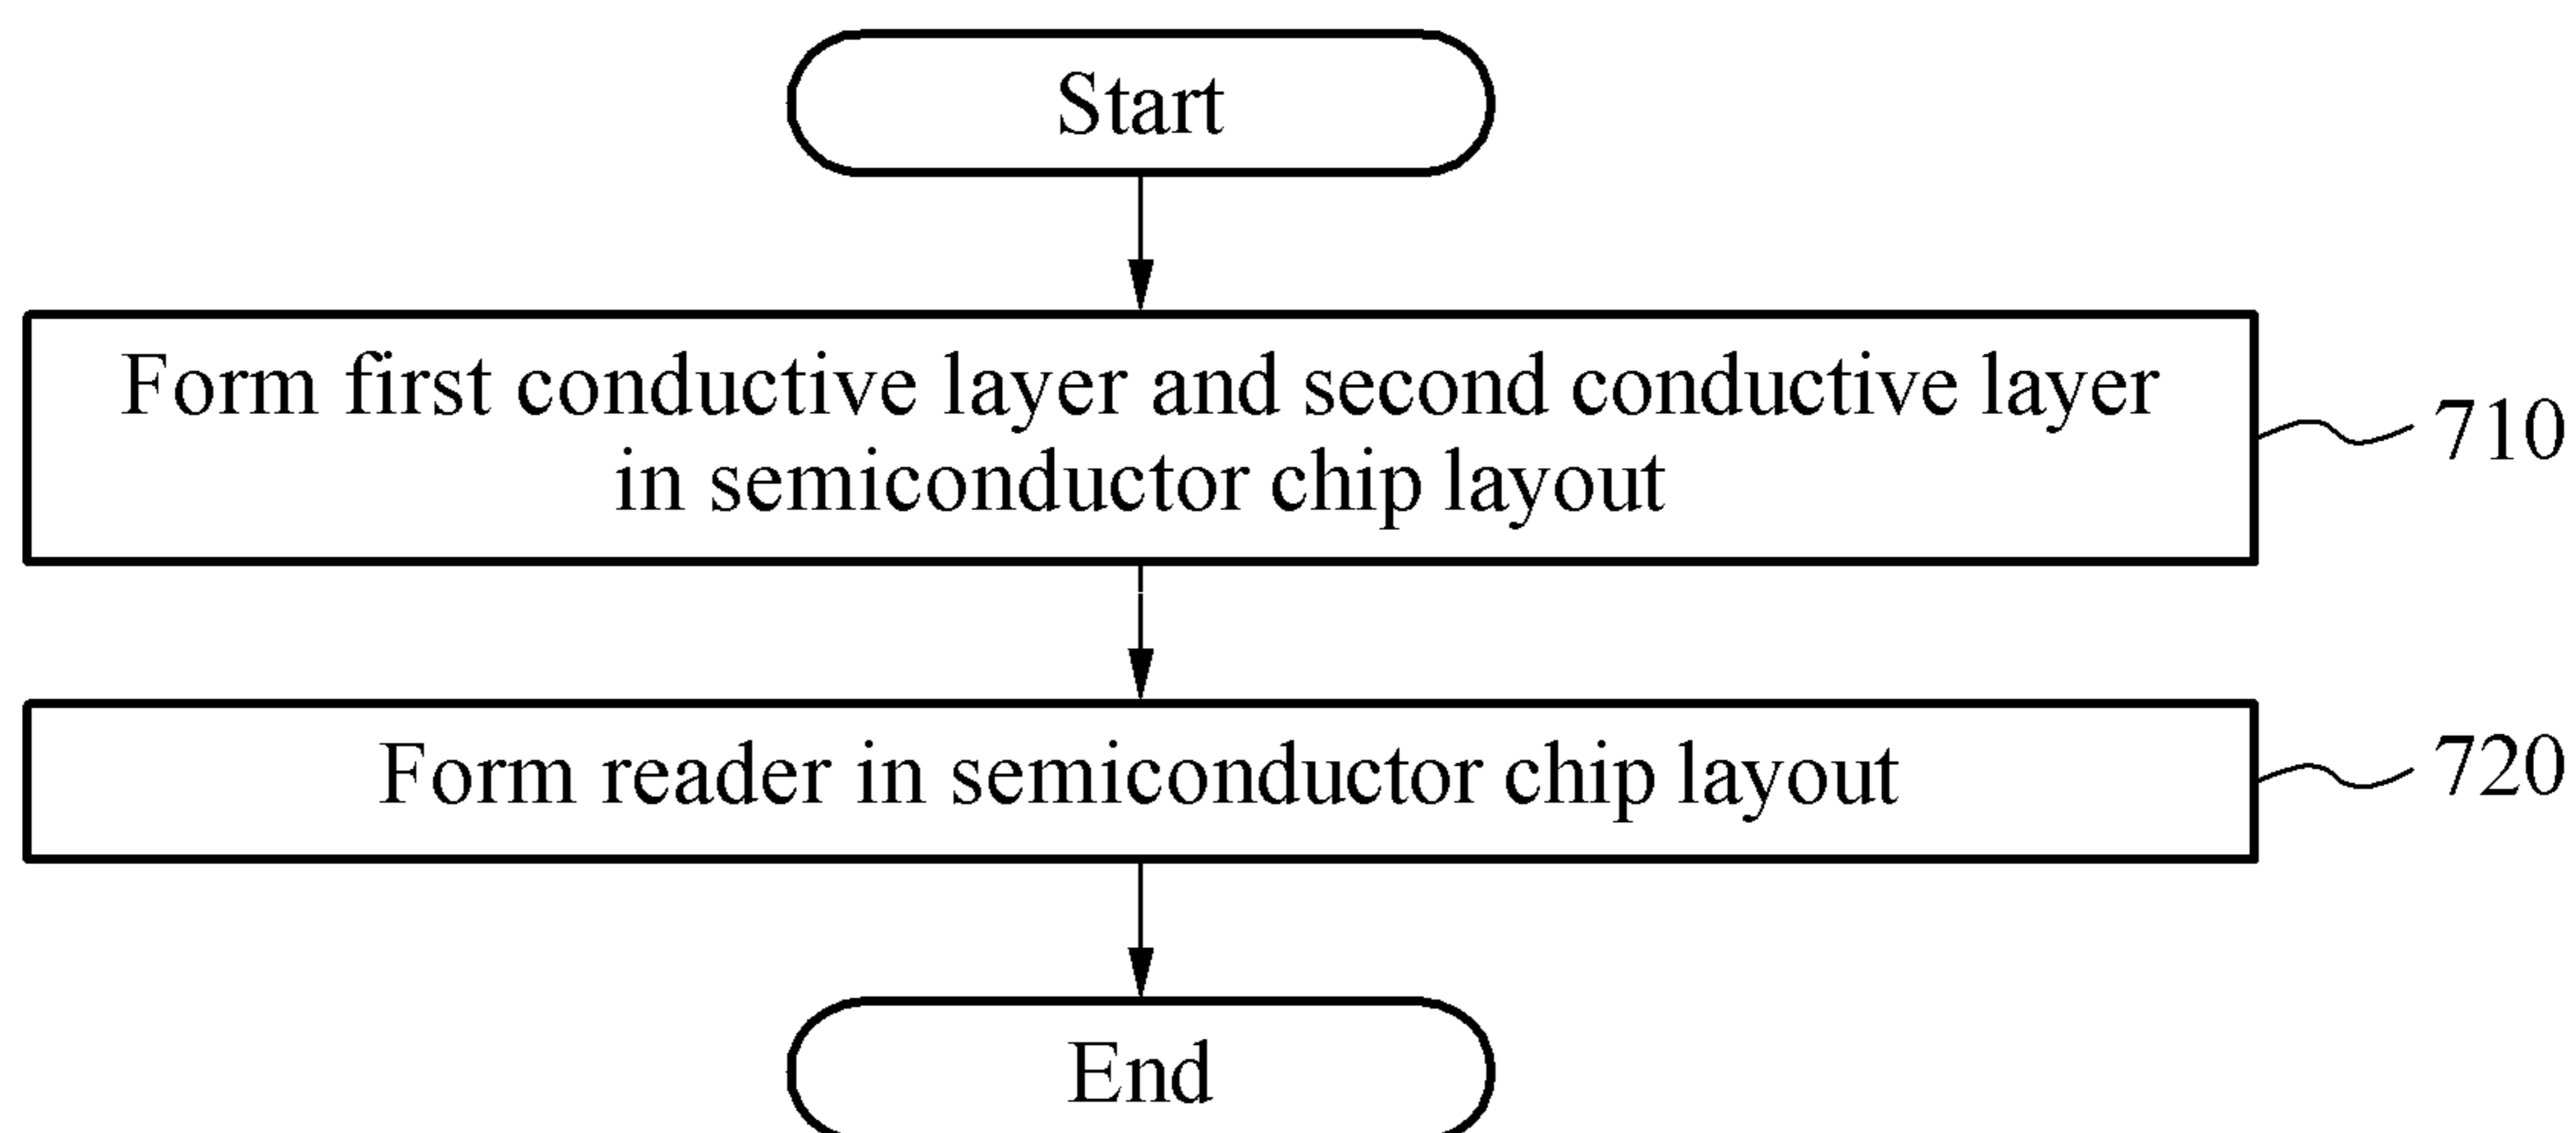 Start
Form first conductive layer and second conductive layer
in semiconductor chip layout
710
Form reader in semiconductor chip layout
720
End